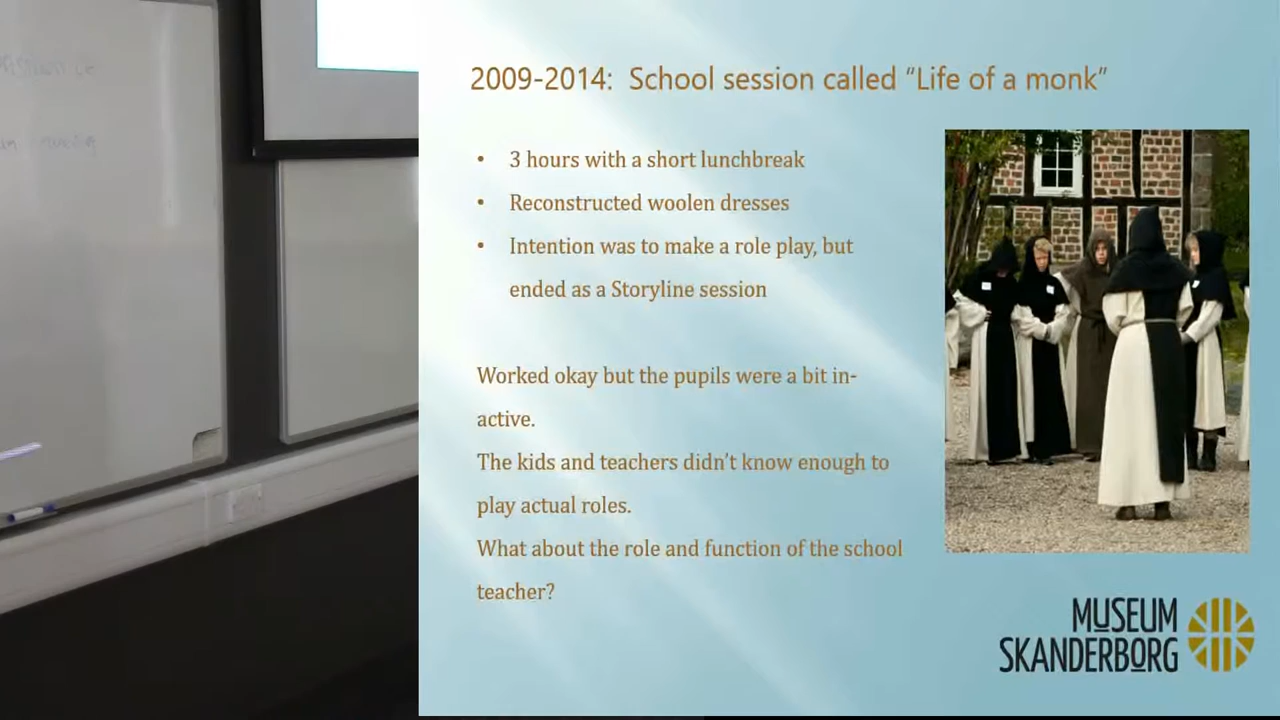 2009-2014: School session called “Life of a monk”
• 3 hours with a short lunchbreak
• Reconstructed woolen dresses
• Intention was to make a role play, but
ended as a Storyline session
Worked okay but the pupils were a bit in-
active.
The kids and teachers didn’t know enough to
play actual roles.
What about the role and function of the school
teacher?
MUSEUM
SKANDERBORG